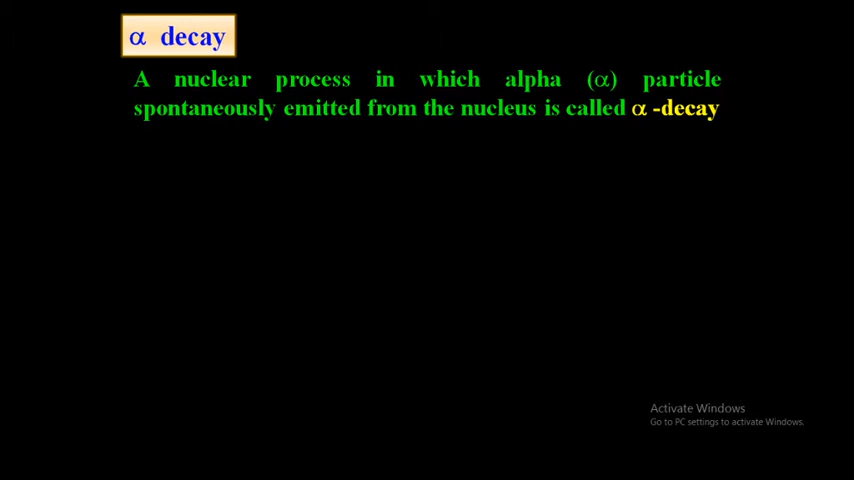 α decay
A nuclear process in which alpha (α) particle
spontaneously emitted from the nucleus is called α -decay
Activate Windows
Go to PC settings to activate Windows.